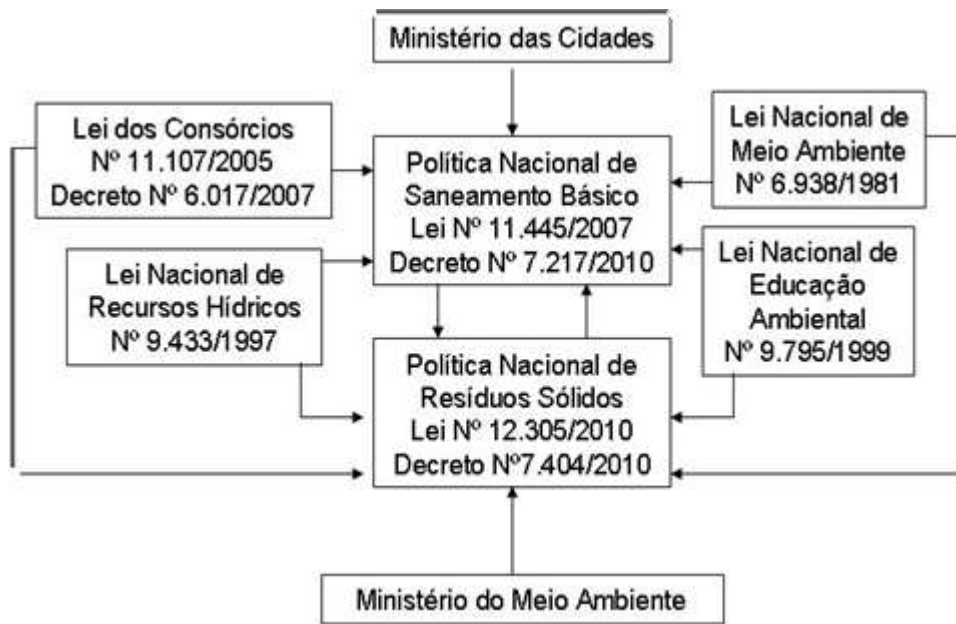 Ministério das Cidades
Lei dos Consórcios
Nº 11.107/2005
Decreto Nº 6.017/2007
Política Nacional de
Saneamento Básico
Lei Nº 11.445/2007
Decreto Nº 7.217/2010
Lei Nacional de
Meio Ambiente
Nº 6.938/1981
Lei Nacional de
Recursos Hídricos
Nº 9.433/1997
Lei Nacional de
Educação
Ambiental
Nº 9.795/1999
Política Nacional de
Resíduos Sólidos
Lei Nº 12.305/2010
Decreto Nº7.404/2010
Ministério do Meio Ambiente